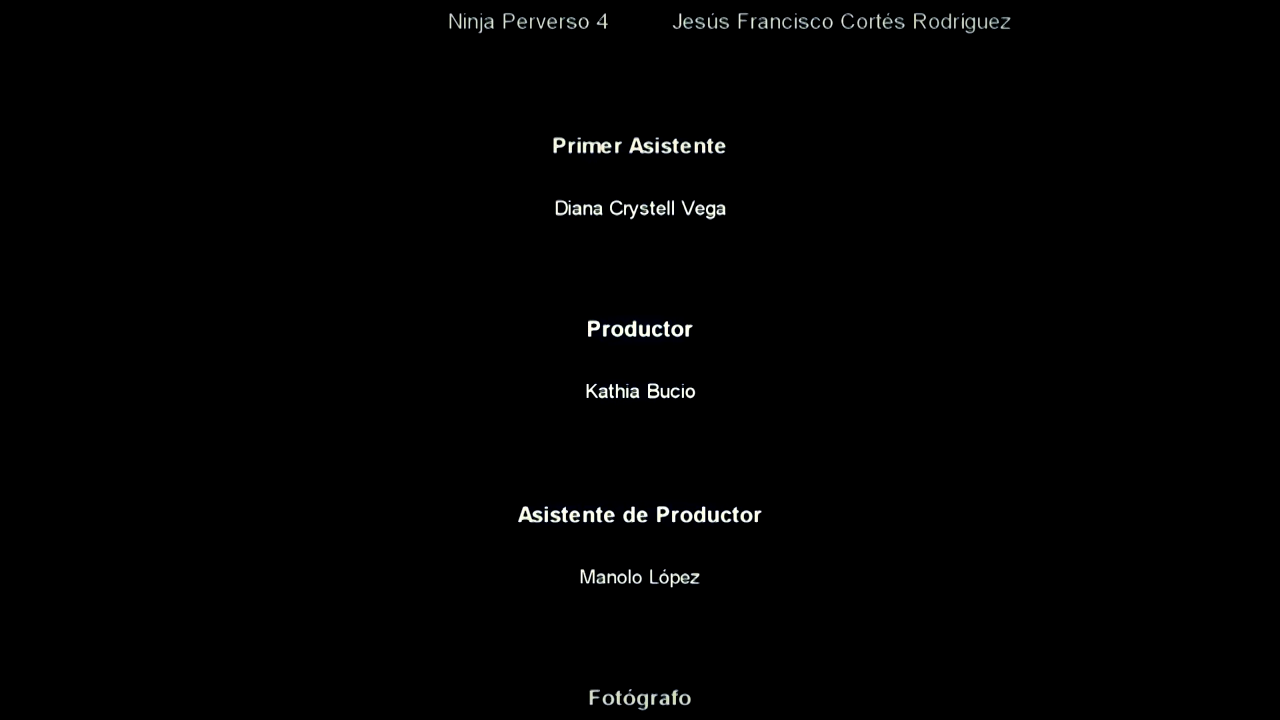 Ninja Perverso 4 Jesús Francisco Cortés Rodriguez
Primer Asistente
Diana Crystell Vega
Productor
Kathia Bucio
Asistente de Productor
Manolo López
Fotógrafo